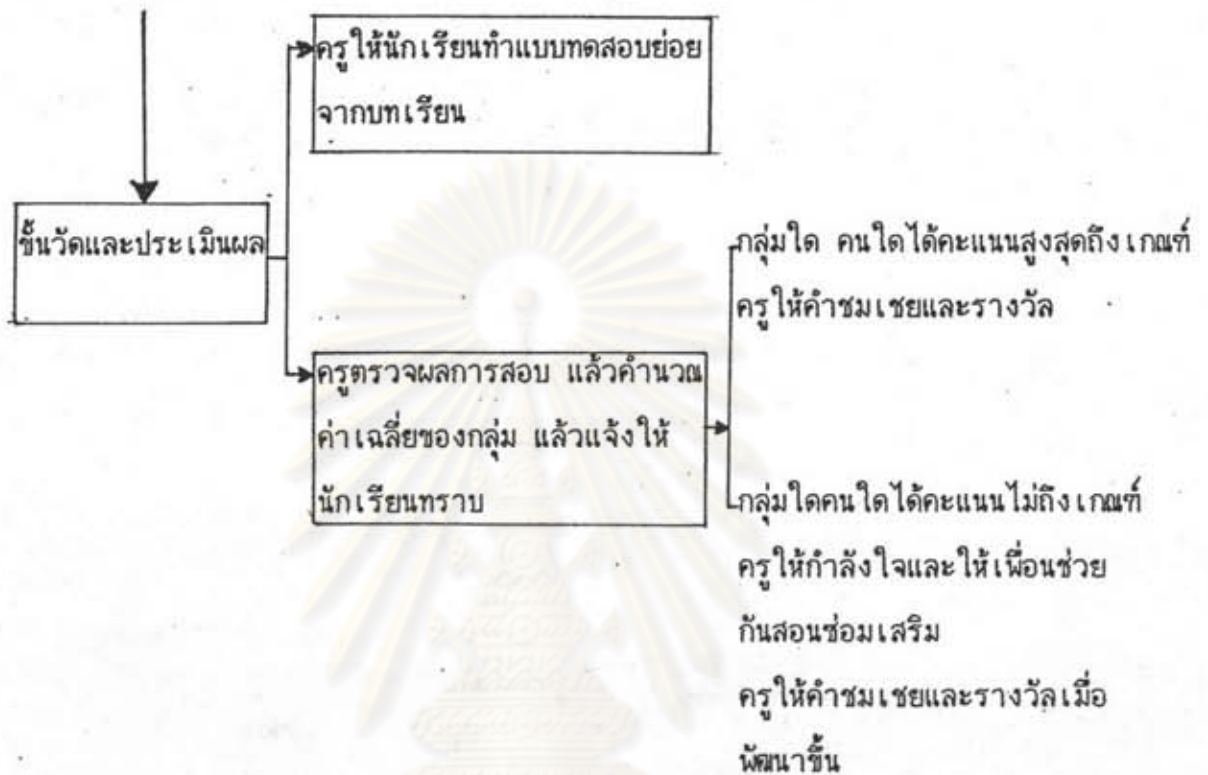 ครูให้นักเรียนทำแบบทดสอบย่อย
จากบทเรียน
ขั้นวัดและประเมินผล
กลุ่มใด คนใดได้คะแนนสูงสุดถึงเกณฑ์
ครูให้คำชมเชยและรางวัล
ครูตรวจผลการสอบ แล้วคำนวณ
ค่าเฉลี่ยของกลุ่ม แล้วแจ้งให้
นักเรียนทราบ
กลุ่มใดคนใดได้คะแนนไม่ถึงเกณฑ์
ครูให้กำลังใจและให้เพื่อนช่วย
กันสอนซ่อมเสริม
ครูให้คำชมเชยและรางวัลเมื่อ
พัฒนาขึ้น